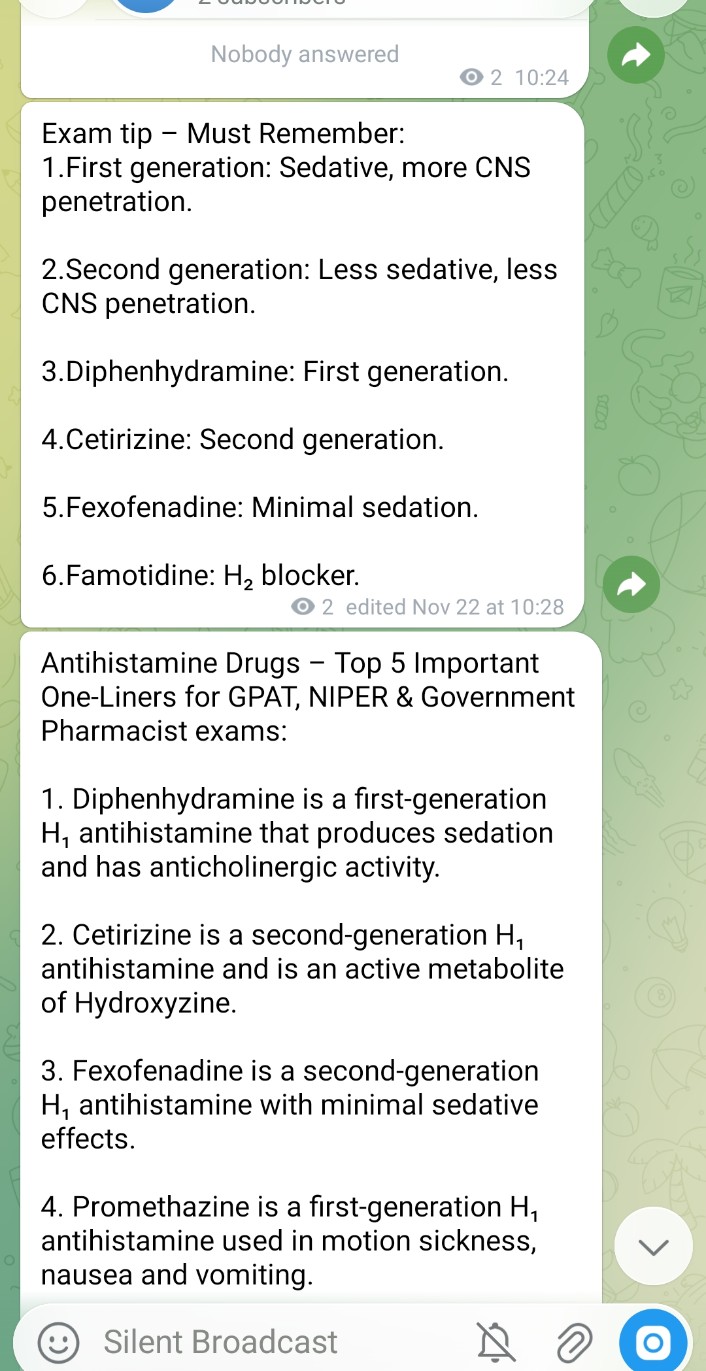 2 subscribers
Nobody answered
2 10:24
Exam tip – Must Remember:
1.First generation: Sedative, more CNS
penetration.
2.Second generation: Less sedative, less
CNS penetration.
3.Diphenhydramine: First generation.
4.Cetirizine: Second generation.
5.Fexofenadine: Minimal sedation.
6.Famotidine: H₂ blocker.
2 edited Nov 22 at 10:28
Antihistamine Drugs – Top 5 Important
One-Liners for GPAT, NIPER & Government
Pharmacist exams:
1. Diphenhydramine is a first-generation
H₁ antihistamine that produces sedation
and has anticholinergic activity.
2. Cetirizine is a second-generation H₁
antihistamine and is an active metabolite
of Hydroxyzine.
3. Fexofenadine is a second-generation
H₁ antihistamine with minimal sedative
effects.
4. Promethazine is a first-generation H₁
antihistamine used in motion sickness,
nausea and vomiting.
Silent Broadcast